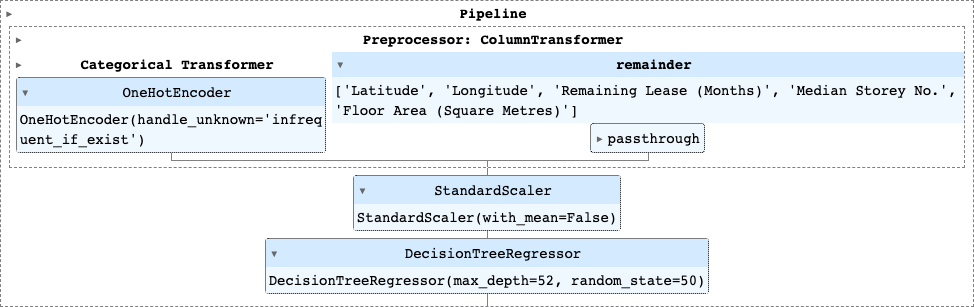 Pipeline
Preprocessor: ColumnTransformer
Categorical Transformer
remainder
OneHotEncoder
['Latitude', 'Longitude', 'Remaining Lease (Months)', 'Median Storey No.',
'Floor Area (Square Metres)']
OneHotEncoder(handle_unknown='infreq
uent_if_exist')
passthrough
StandardScaler
StandardScaler(with_mean=False)
DecisionTreeRegressor
DecisionTreeRegressor(max_depth=52, random_state=50)